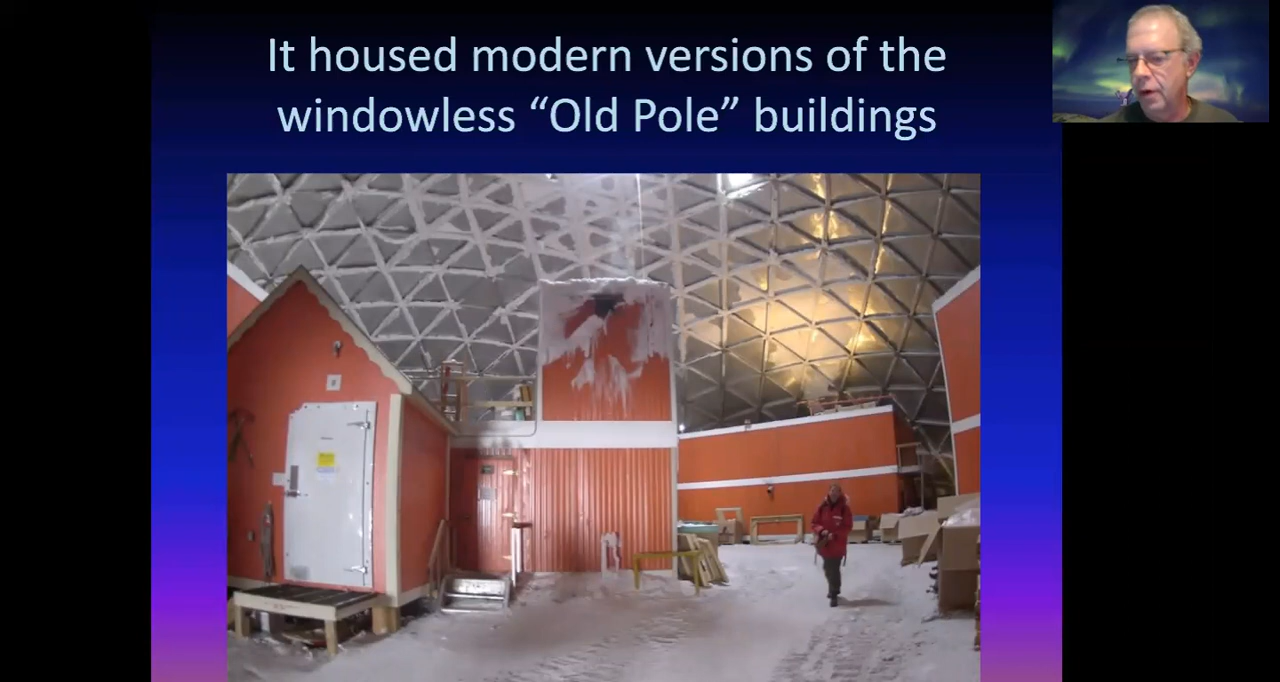 It housed modern versions of the
windowless “Old Pole” buildings